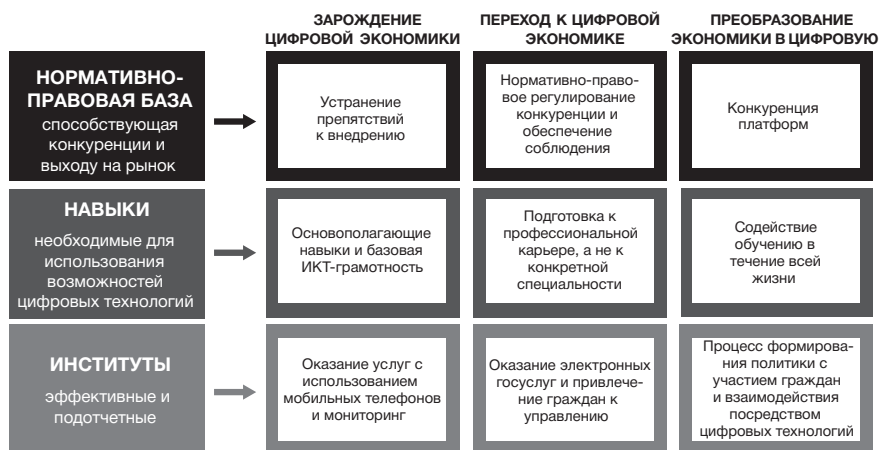 ЗАРОЖДЕНИЕ
ЦИФРОВОЙ ЭКОНОМИКИ
ПЕРЕХОД К ЦИФРОВОЙ
ЭКОНОМИКЕ
ПРЕОБРАЗОВАНИЕ
ЭКОНОМИКИ В ЦИФРОВУЮ
НОРМАТИВНО-
ПРАВОВАЯ БАЗА
способствующая
конкуренции и
выходу на рынок
Устранение
препятствий
к внедрению
Нормативно-право-
вое регулирование
конкуренции и
обеспечение
соблюдения
Конкуренция
платформ
НАВЫКИ
необходимые для
использования
возможностей
цифровых технологий
Основополагающие
навыки и базовая
ИКТ-грамотность
Подготовка к
профессиональной
карьере, а не к
конкретной
специальности
Содействие
обучению в
течение всей
жизни
ИНСТИТУТЫ
эффективные и
подотчетные
Оказание услуг с
использованием
мобильных телефонов
и мониторинг
Оказание электронных
госуслуг и привлече-
ние граждан к
управлению
Процесс формирова-
ния политики с
участием граждан
и взаимодействия
посредством
цифровых технологий